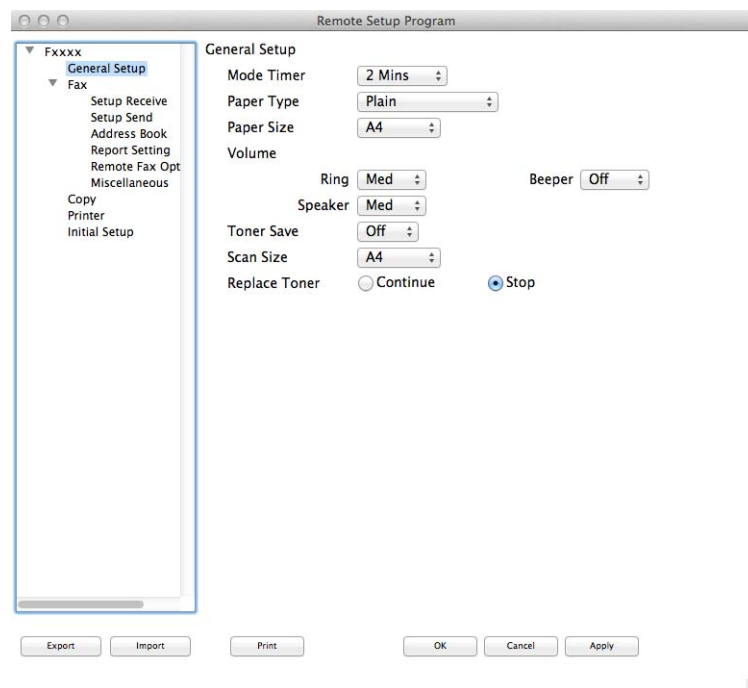 Remote Setup Program
Fxxxx
General Setup
Fax
Setup Receive
Setup Send
Address Book
Report Setting
Remote Fax Opt
Miscellaneous
Copy
Printer
Initial Setup
General Setup
Mode Timer 2 Mins
Paper Type Plain
Paper Size A4
Volume
Ring Med Beeper Off
Speaker Med
Toner Save Off
Scan Size A4
Replace Toner Continue Stop
Export Import Print OK Cancel Apply